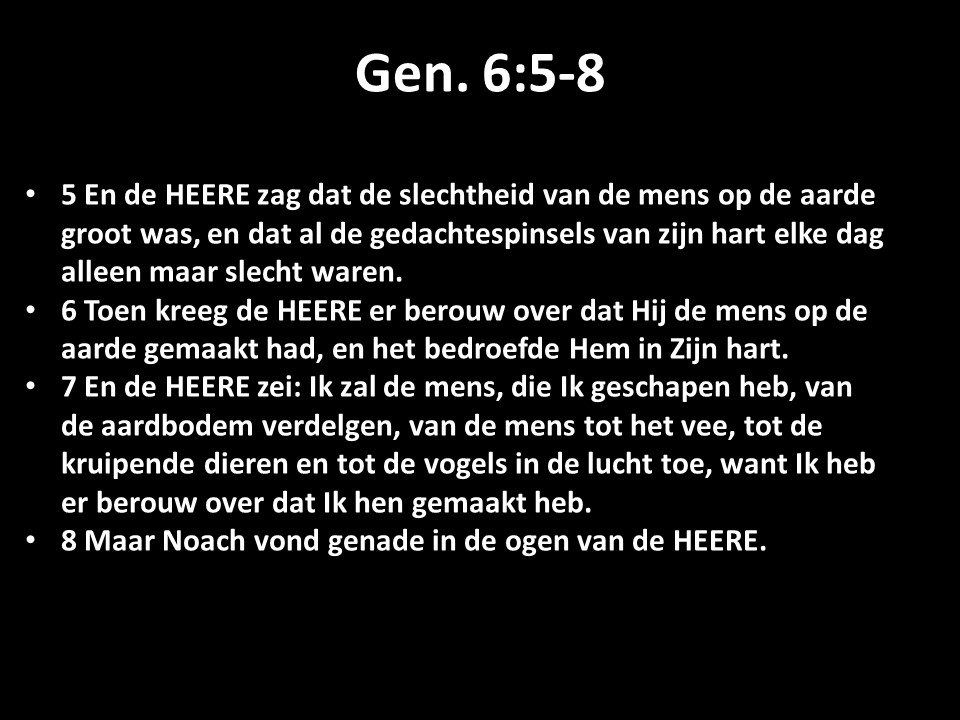 Gen. 6:5-8
• 5 En de HEERE zag dat de slechtheid van de mens op de aarde
groot was, en dat al de gedachtespinsels van zijn hart elke dag
alleen maar slecht waren.
• 6 Toen kreeg de HEERE er berouw over dat Hij de mens op de
aarde gemaakt had, en het bedroefde Hem in Zijn hart.
• 7 En de HEERE zei: Ik zal de mens, die Ik geschapen heb, van
de aardbodem verdelgen, van de mens tot het vee, tot de
kruipende dieren en tot de vogels in de lucht toe, want Ik heb
er berouw over dat Ik hen gemaakt heb.
• 8 Maar Noach vond genade in de ogen van de HEERE.